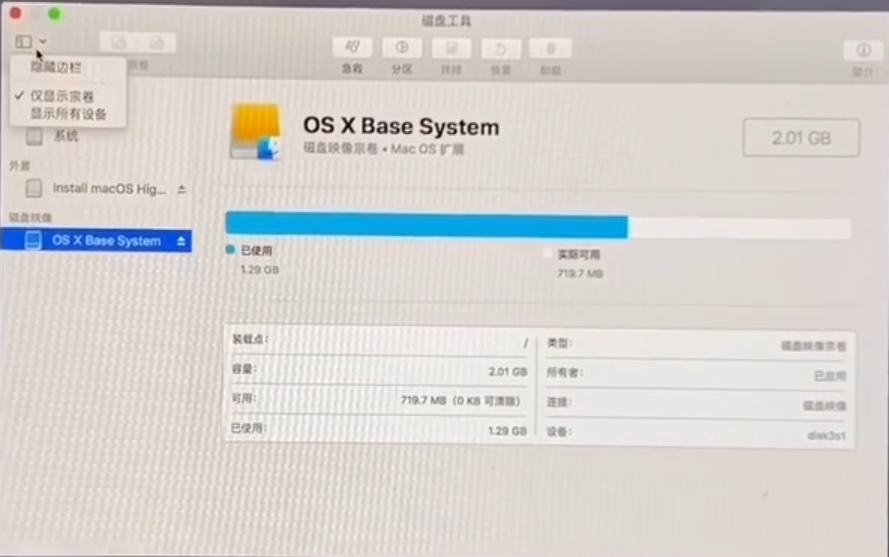 磁盘工具
急救
分区
抹掉
恢复
卸载
简介
隐藏边栏
仅显示宗卷
显示所有设备
系统
外置
Install macOS Hig...
磁盘映像
OS X Base System
OS X Base System
磁盘映像宗卷 • Mac OS 扩展
2.01 GB
已使用
1.29 GB
实际可用
719.7 MB
装载点: /
类型: 磁盘映像宗卷
容量: 2.01 GB
所有者: 已启用
可用: 719.7 MB (0 KB 可清除)
连接: 磁盘映像
已使用: 1.29 GB
设备: disk3s1